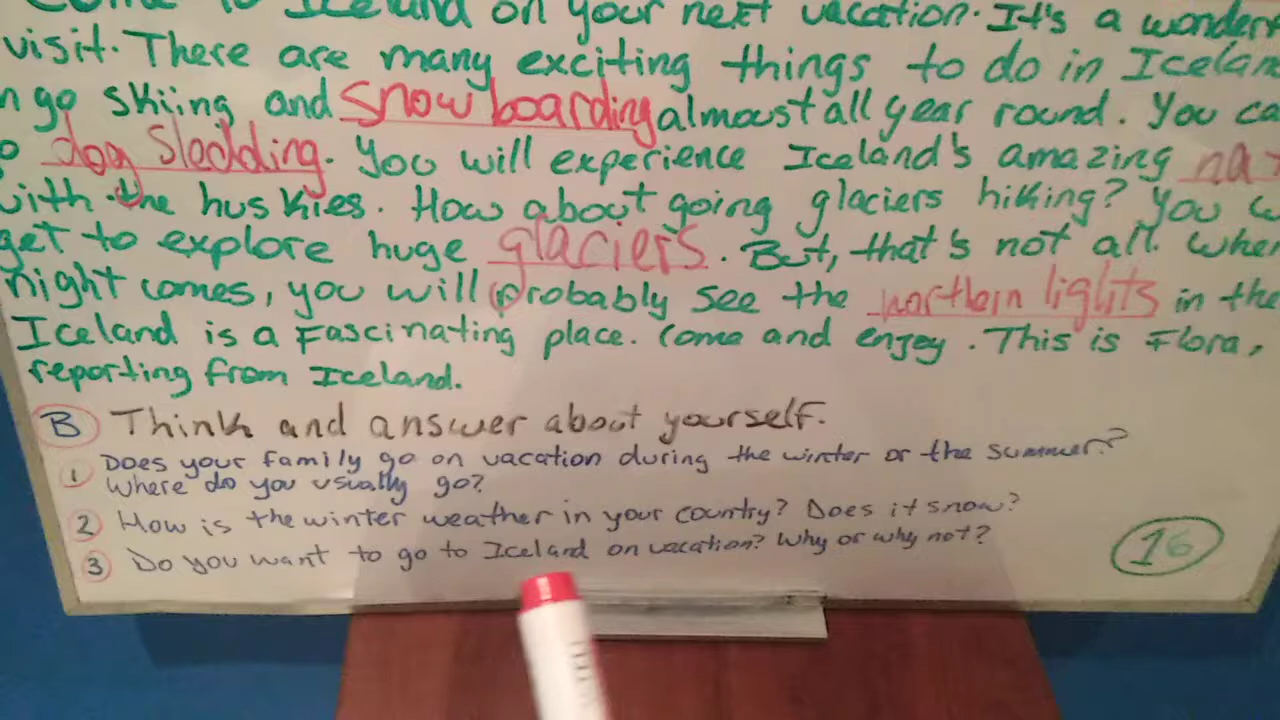 Come to Iceland on your next vacation. It's a wonderf
visit. There are many exciting things to do in Icelan
n go skiing and snow boarding almoust all year round. You ca
o dog Sledding. You will experience Iceland's amazing na
with the huskies. How about going glaciers hiking? You w
get to explore huge glaciers. But, that's not all. When
night comes, you will probably see the northern lights in the
Iceland is a Fascinating place. Come and enjoy. This is Flora,
reporting from Iceland.
B Think and answer about yourself.
1 Does your family go on vacation during the winter or the summer?
Where do you usually go?
2 How is the winter weather in your country? Does it snow?
3 Do you want to go to Iceland on vacation? Why or why not?
16